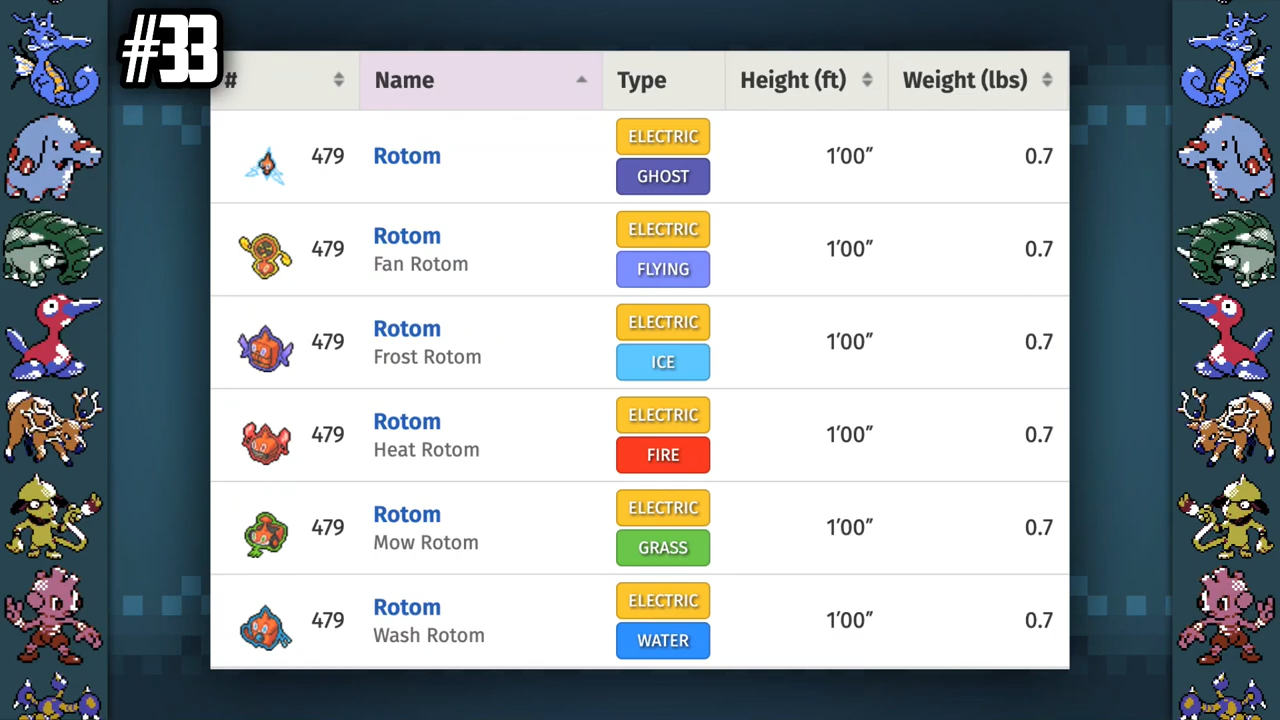 #33
# Name Type Height (ft) Weight (lbs)
479 Rotom ELECTRIC GHOST 1′00″ 0.7
479 Rotom ELECTRIC 1′00″ 0.7
Fan Rotom FLYING
479 Rotom ELECTRIC 1′00″ 0.7
Frost Rotom ICE
479 Rotom ELECTRIC 1′00″ 0.7
Heat Rotom FIRE
479 Rotom ELECTRIC 1′00″ 0.7
Mow Rotom GRASS
479 Rotom ELECTRIC 1′00″ 0.7
Wash Rotom WATER